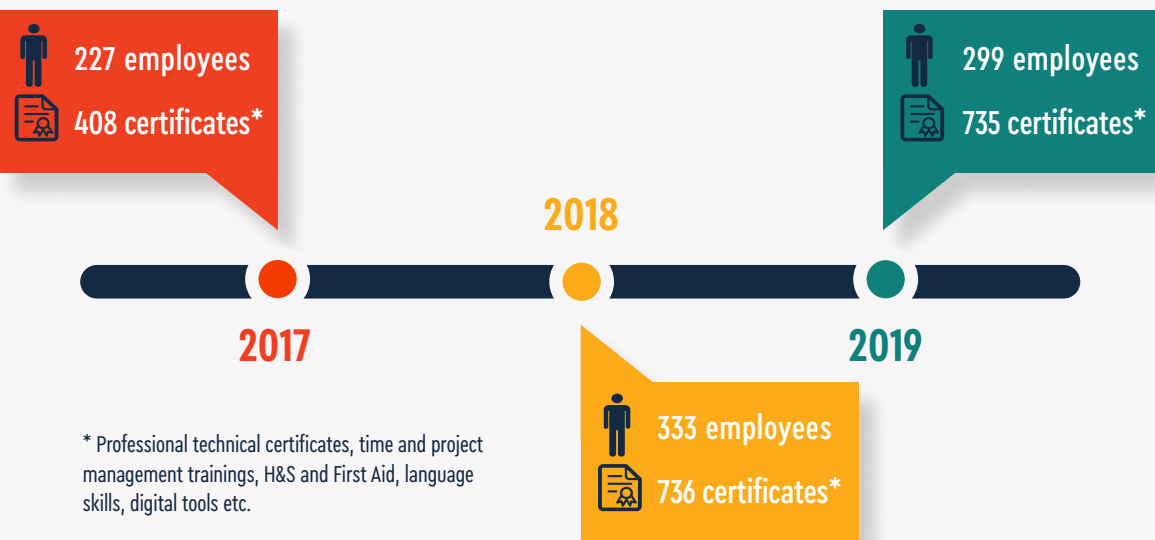 227 employees
408 certificates*
299 employees
735 certificates*
2018
2017
2019
333 employees
736 certificates*
* Professional technical certificates, time and project
management trainings, H&S and First Aid, language
skills, digital tools etc.